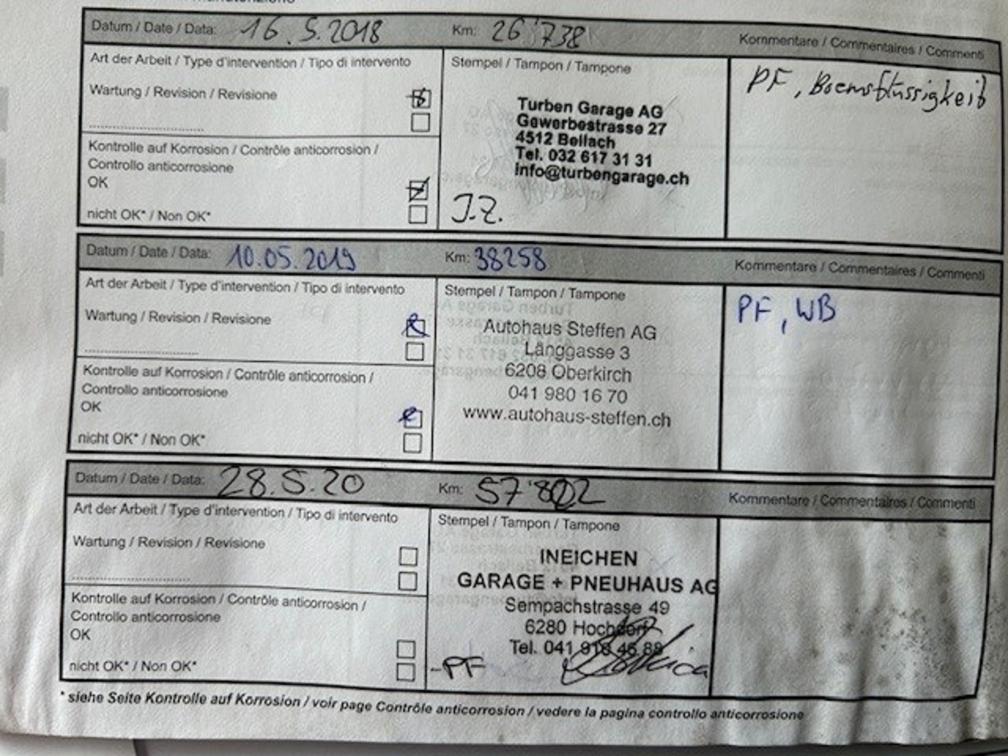 Datum / Date / Data: 16.5.2018 Km: 26'738 Kommentare / Commentaires / Commenti
Art der Arbeit / Type d'intervention / Tipo di intervento
Stempel / Tampon / Tampone
PF, Bremsflüssigkeit
Wartung / Revision / Revisione
Turben Garage AG
Gewerbestrasse 27
4512 Bellach
Tel. 032 617 31 31
info@turbengarage.ch
J.Z.
Kontrolle auf Korrosion / Contrôle anticorrosion /
Controllo anticorrosione
OK
nicht OK* / Non OK*
Datum / Date / Data: 10.05.2019 Km: 38258 Kommentare / Commentaires / Commenti
Art der Arbeit / Type d'intervention / Tipo di intervento
Stempel / Tampon / Tampone
PF, WB
Wartung / Revision / Revisione
Autohaus Steffen AG
Länggasse 3
6208 Oberkirch
041 980 16 70
www.autohaus-steffen.ch
Kontrolle auf Korrosion / Contrôle anticorrosion /
Controllo anticorrosione
OK
nicht OK* / Non OK*
Datum / Date / Data: 28.5.20 Km: 57'802 Kommentare / Commentaires / Commenti
Art der Arbeit / Type d'intervention / Tipo di intervento
Stempel / Tampon / Tampone
Wartung / Revision / Revisione
INEICHEN
GARAGE + PNEUHAUS AG
Sempachstrasse 49
6280 Hochdorf
Tel. 041
-PF
Kontrolle auf Korrosion / Contrôle anticorrosion /
Controllo anticorrosione
OK
nicht OK* / Non OK*
* siehe Seite Kontrolle auf Korrosion / voir page Contrôle anticorrosion / vedere la pagina controllo anticorrosione